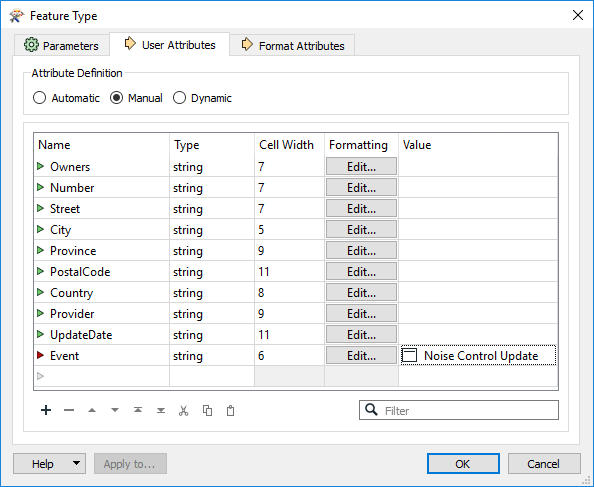 Feature Type
Parameters User Attributes Format Attributes
Attribute Definition
Automatic Manual Dynamic
Name Type Cell Width Formatting Value
Owners string 7 Edit...
Number string 7 Edit...
Street string 7 Edit...
City string 5 Edit...
Province string 9 Edit...
PostalCode string 11 Edit...
Country string 8 Edit...
Provider string 9 Edit...
UpdateDate string 11 Edit...
Event string 6 Edit... Noise Control Update
Filter
Help Apply to... OK Cancel